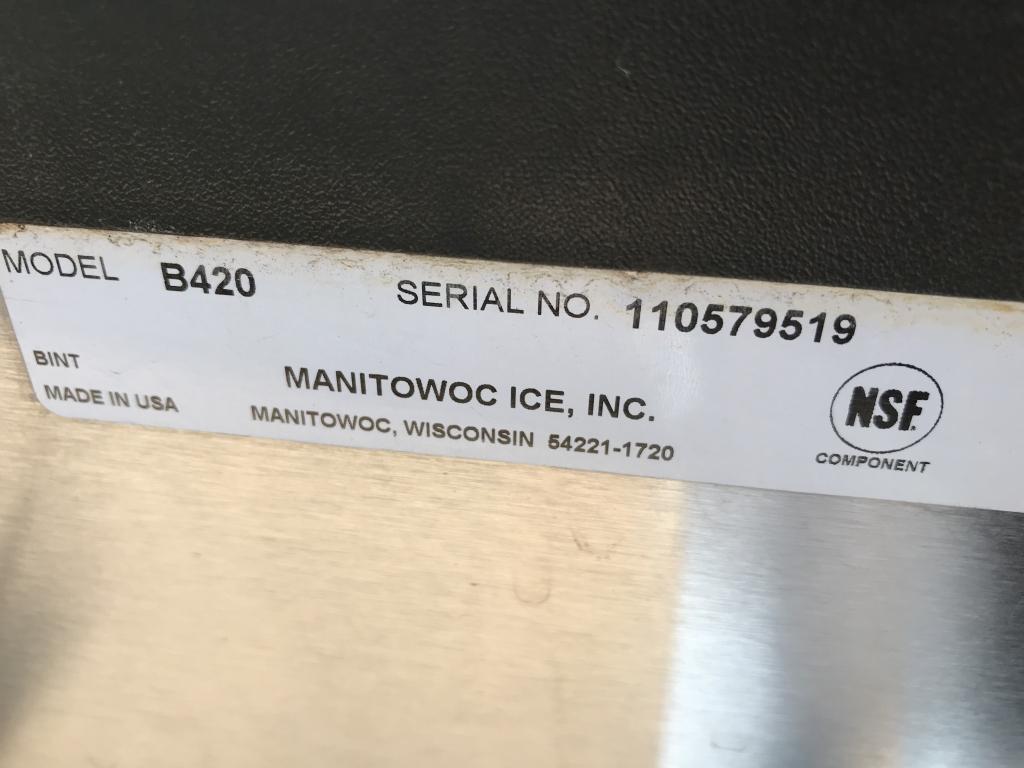 MODEL B420 SERIAL NO. 110579519
BINT
MADE IN USA
MANITOWOC ICE, INC.
MANITOWOC, WISCONSIN 54221-1720
NSF.
COMPONENT